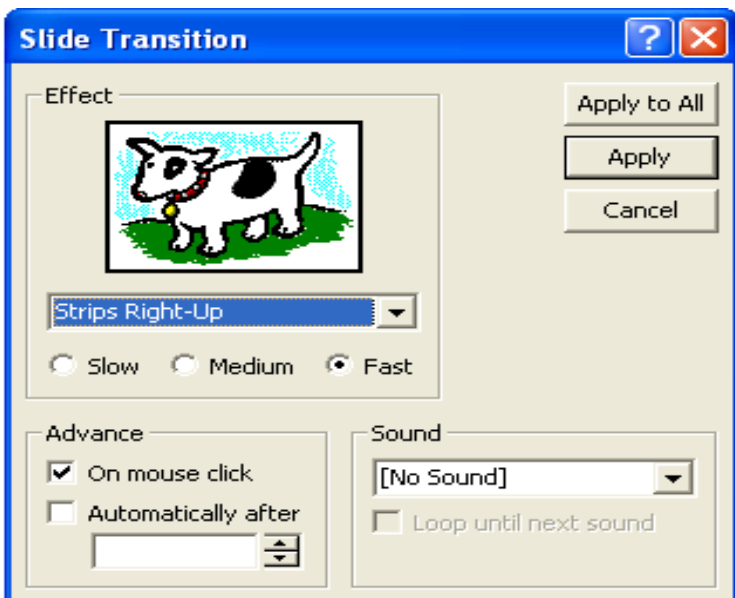 Slide Transition
Effect
Apply to All
Apply
Cancel
Strips Right-Up
Slow Medium Fast
Advance
On mouse click
Automatically after
Sound
[No Sound]
Loop until next sound